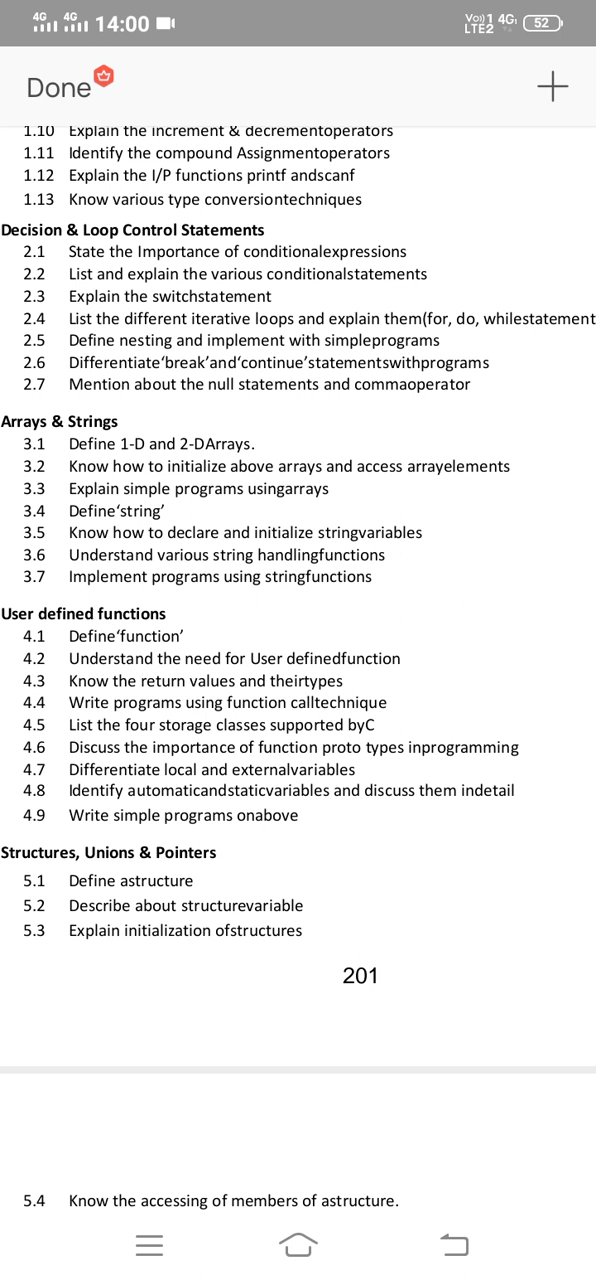 4G 4G 14:00 Vo)) 1 4G LTE2 52
Done
1.10 Explain the increment & decrementoperators
1.11 Identify the compound Assignmentoperators
1.12 Explain the I/P functions printf andscanf
1.13 Know various type conversiontechniques
Decision & Loop Control Statements
2.1 State the Importance of conditionalexpressions
2.2 List and explain the various conditionalstatements
2.3 Explain the switchstatement
2.4 List the different iterative loops and explain them(for, do, whilestatement
2.5 Define nesting and implement with simpleprograms
2.6 Differentiate‘break’and‘continue’statementswithprograms
2.7 Mention about the null statements and commaoperator
Arrays & Strings
3.1 Define 1-D and 2-DArrays.
3.2 Know how to initialize above arrays and access arrayelements
3.3 Explain simple programs usingarrays
3.4 Define‘string’
3.5 Know how to declare and initialize stringvariables
3.6 Understand various string handlingfunctions
3.7 Implement programs using stringfunctions
User defined functions
4.1 Define‘function’
4.2 Understand the need for User definedfunction
4.3 Know the return values and theirtypes
4.4 Write programs using function calltechnique
4.5 List the four storage classes supported byC
4.6 Discuss the importance of function proto types inprogramming
4.7 Differentiate local and externalvariables
4.8 Identify automaticandstaticvariables and discuss them indetail
4.9 Write simple programs onabove
Structures, Unions & Pointers
5.1 Define astructure
5.2 Describe about structurevariable
5.3 Explain initialization ofstructures
201
5.4 Know the accessing of members of astructure.